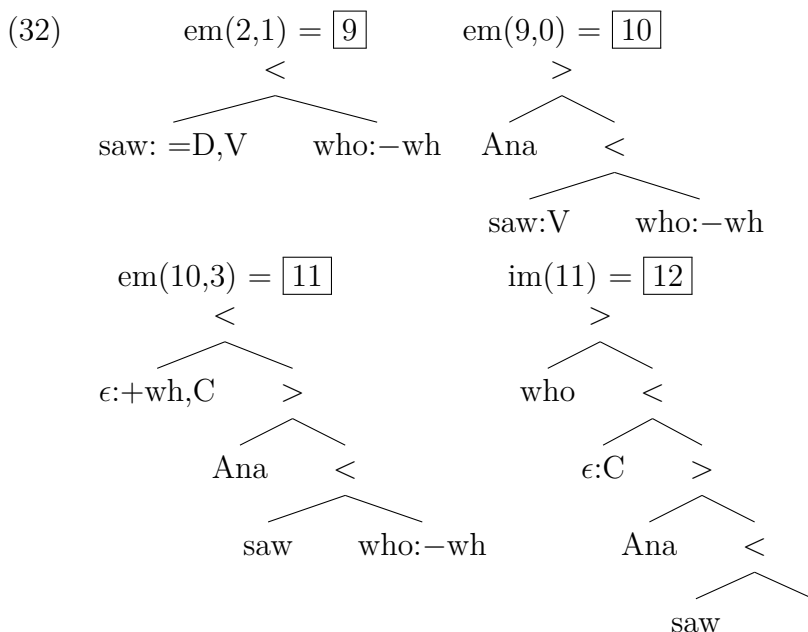 (32) em(2,1) = 9 em(9,0) = 10
< >
saw: =D,V who:−wh Ana <
saw:V who:−wh
em(10,3) = 11 im(11) = 12
< >
ϵ:+wh,C > who <
Ana < ϵ:C >
saw who:−wh Ana <
saw